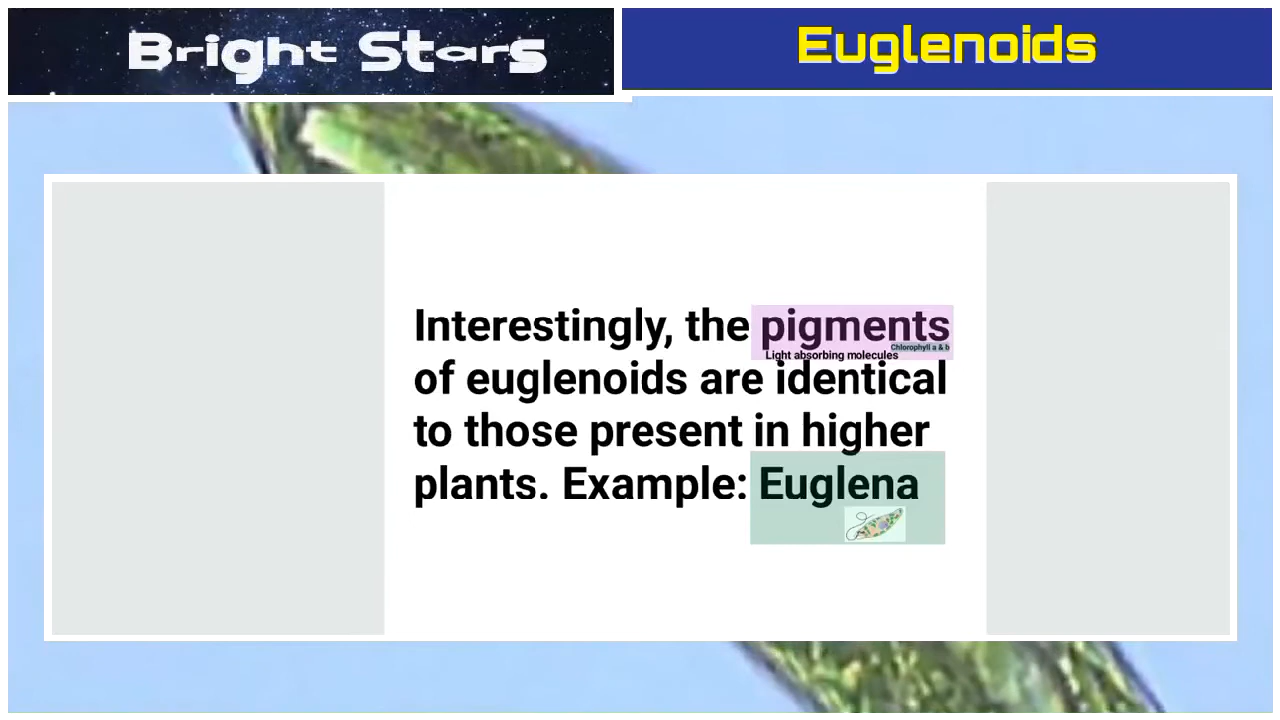 Bright Stars
Euglenoids
Interestingly, the pigments
Chlorophyll a & b
Light absorbing molecules
of euglenoids are identical
to those present in higher
plants. Example: Euglena